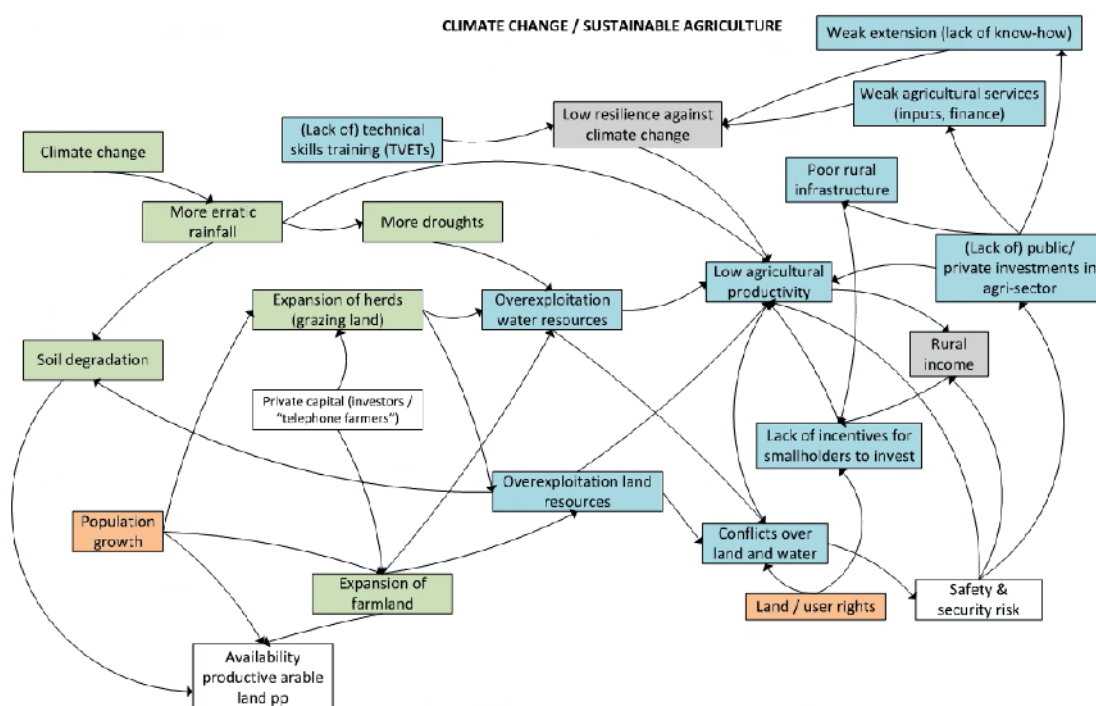 CLIMATE CHANGE / SUSTAINABLE AGRICULTURE
Weak extension (lack of know-how)
Weak agricultural services
(inputs, finance)
Low resilience against
climate change
(Lack of) technical
skills training (TVETs)
Climate change
Poor rural
infrastructure
More erratic
rainfall
More droughts
(Lack of) public/
private investments in
agri-sector
Low agricultural
productivity
Expansion of herds
(grazing land)
Overexploitation
water resources
Soil degradation
Rural
income
Private capital (investors /
"telephone farmers")
Lack of incentives for
smallholders to invest
Overexploitation land
resources
Population
growth
Conflicts over
land and water
Expansion of
farmland
Land / user rights
Safety &
security risk
Availability
productive arable
land pp